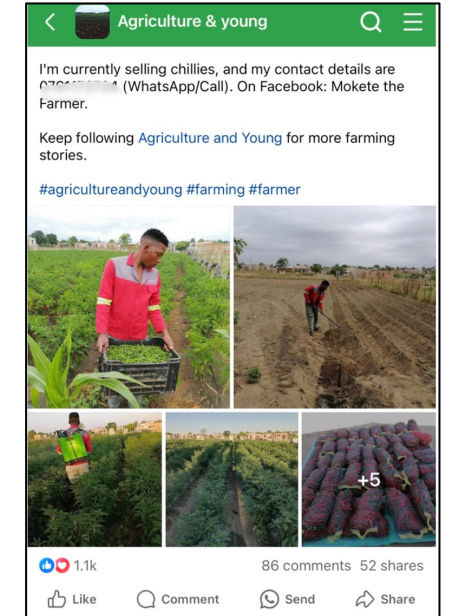 Agriculture & young
I'm currently selling chillies, and my contact details are
(WhatsApp/Call). On Facebook: Mokete the
Farmer.
Keep following Agriculture and Young for more farming
stories.
#agricultureandyoung #farming #farmer
+5
1.1k
86 comments 52 shares
Like Comment Send Share